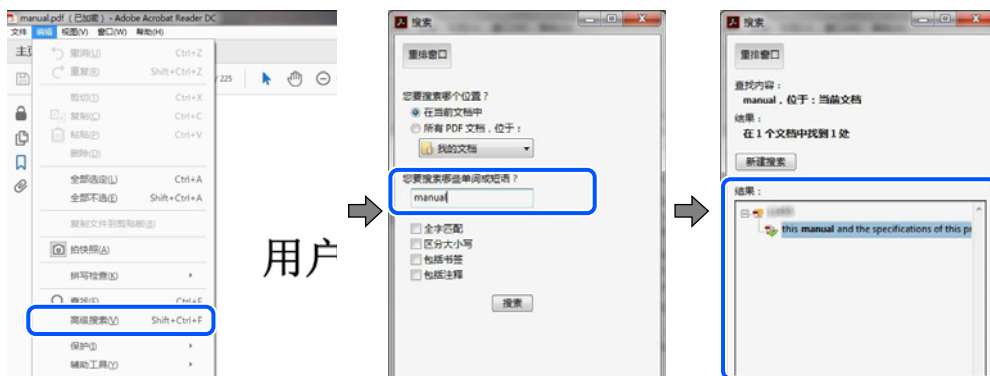 manual.pdf （已加密）- Adobe Acrobat Reader DC
文件 编辑 视图(V) 窗口(W) 帮助(H)
主页
/ 225
撤消(U) Ctrl+Z
重复(R) Shift+Ctrl+Z
剪切(T) Ctrl+X
复制(C) Ctrl+C
粘贴(P) Ctrl+V
删除(D)
全部选定(L) Ctrl+A
全部不选(E) Shift+Ctrl+A
复制文件到剪贴板(B)
拍快照(A)
拼写检查(K)
查找(F) Ctrl+F
高级搜索(V) Shift+Ctrl+F
保护(I)
辅助工具(Y)
用户
搜索
重排窗口
您要搜索哪个位置？
在当前文档中
所有 PDF 文档，位于：
我的文档
您要搜索哪些单词或短语？
manual
全字匹配
区分大小写
包括书签
包括注释
搜索
搜索
重排窗口
查找内容：
manual，位于：当前文档
结果：
在 1 个文档中找到 1 处
新建搜索
结果：
this manual and the specifications of this pr